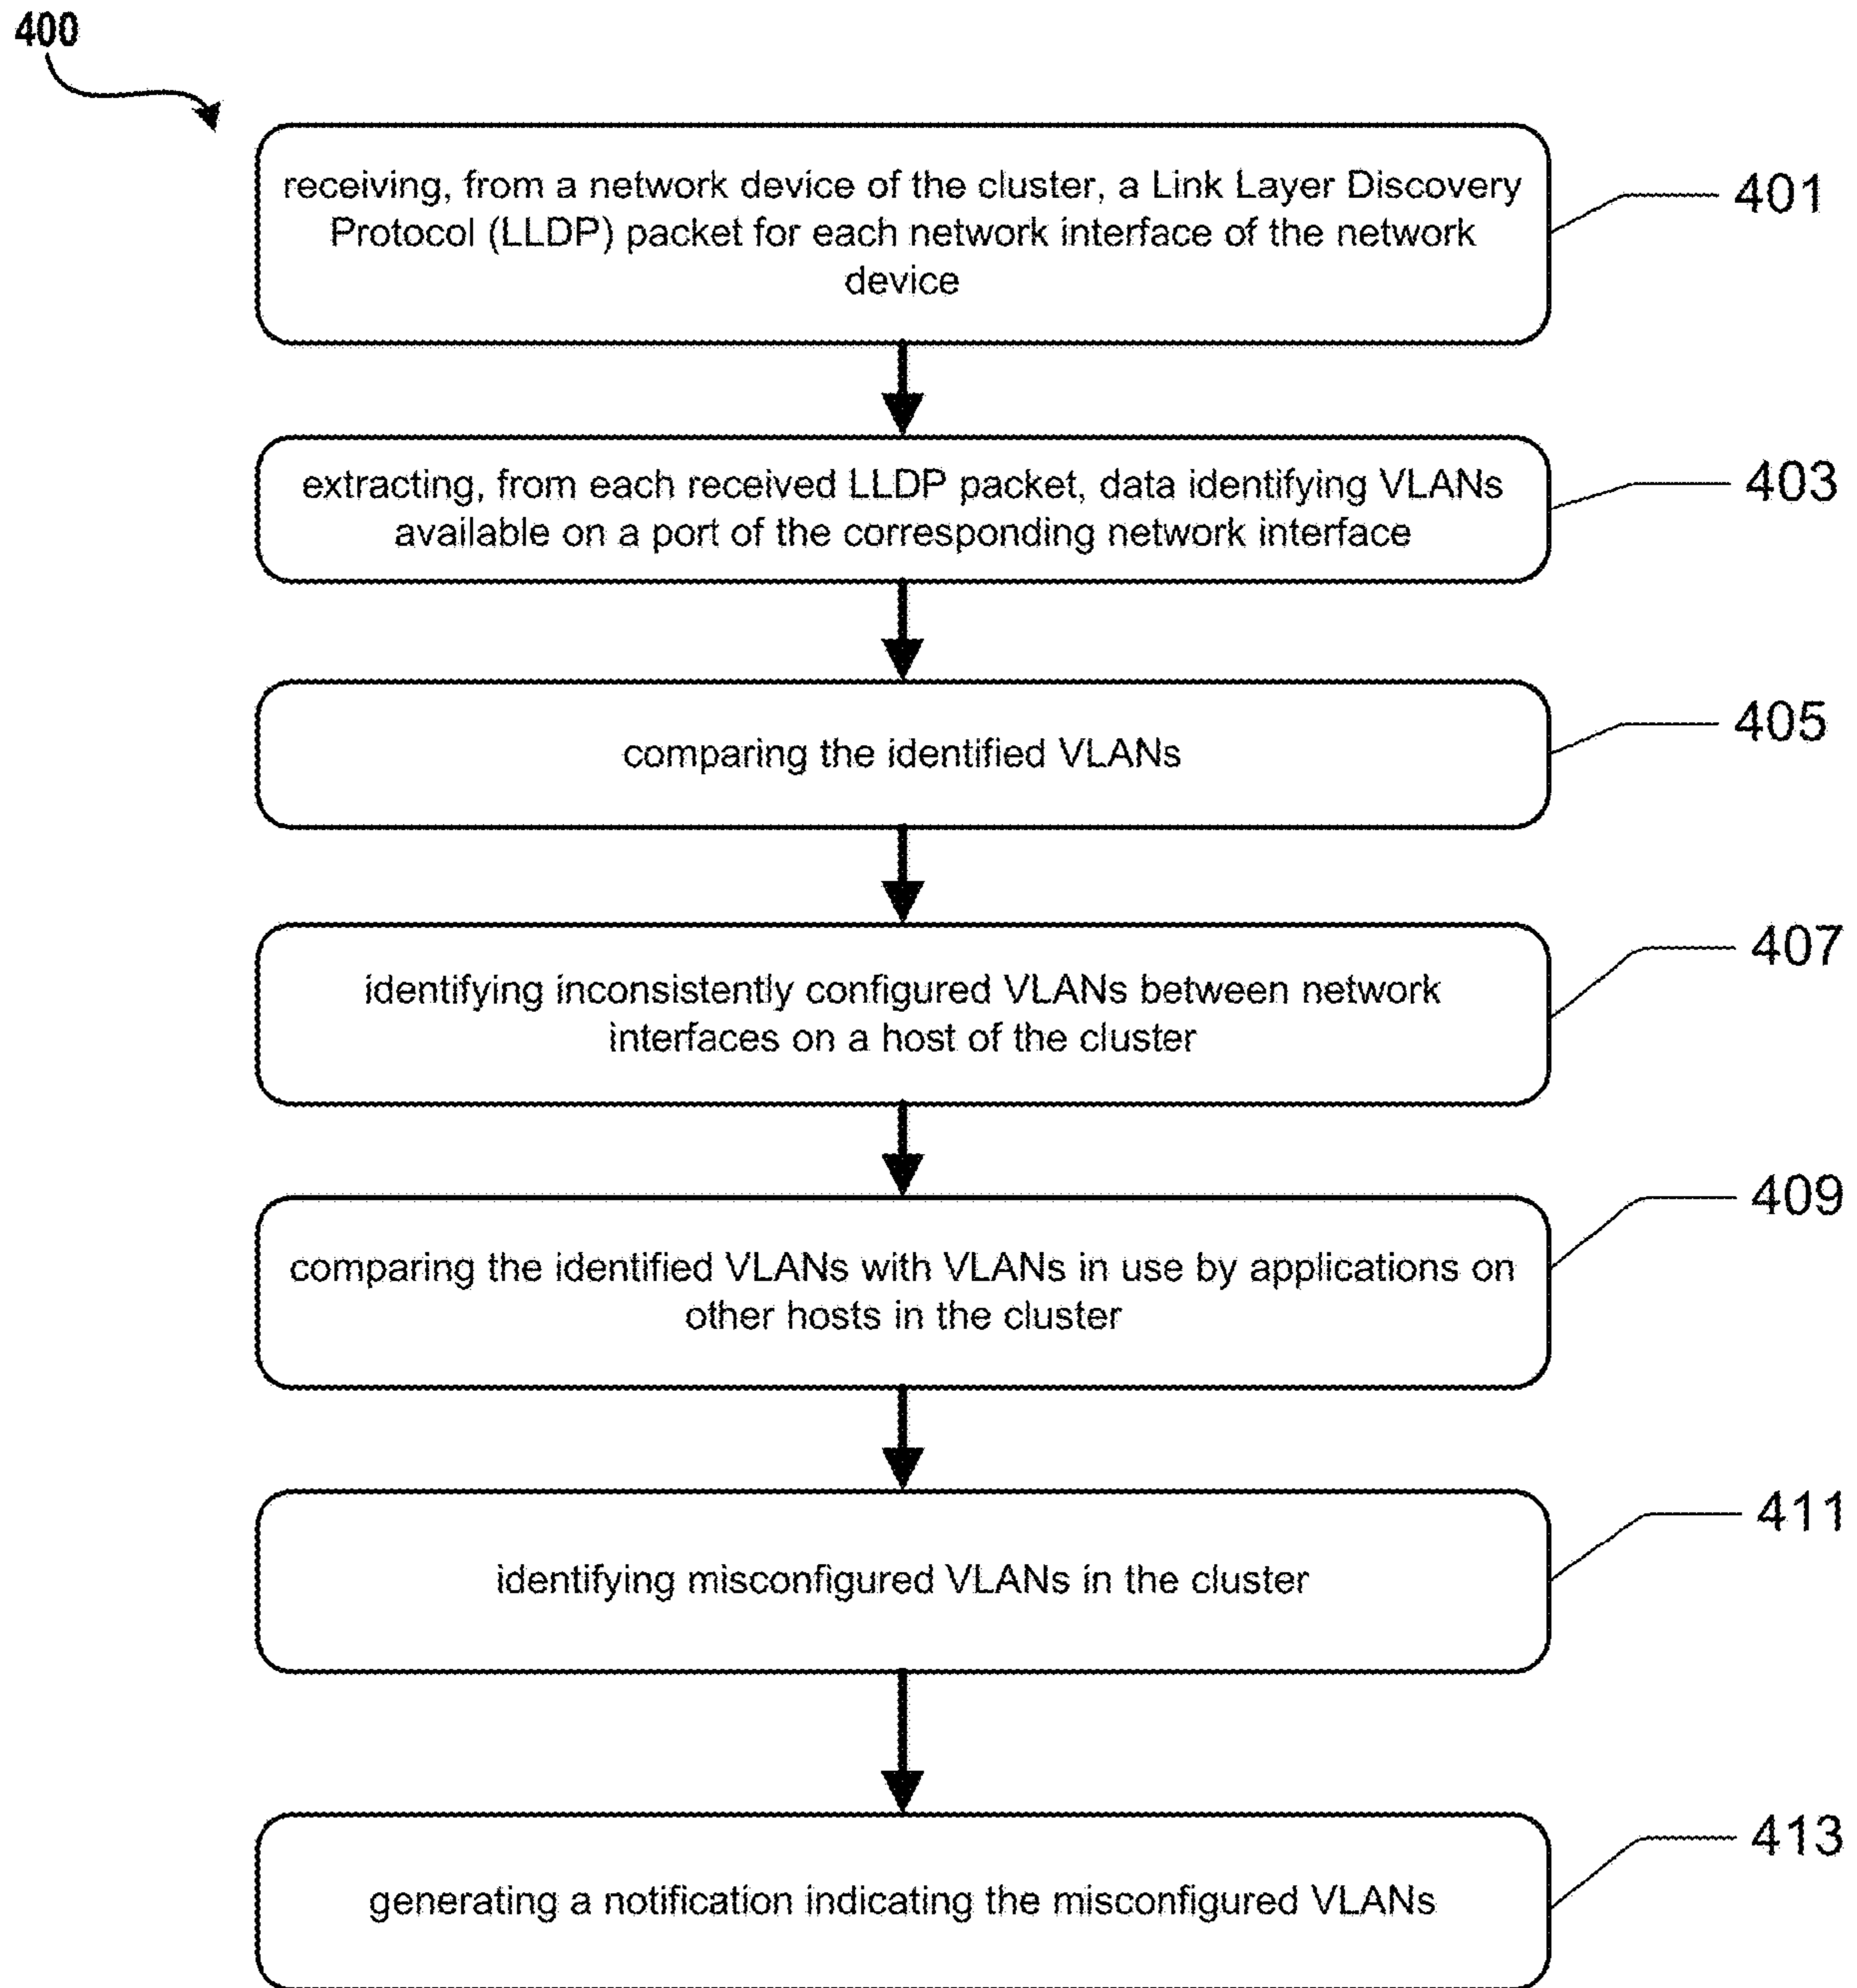 400
receiving, from a network device of the cluster, a Link Layer Discovery
Protocol (LLDP) packet for each network interface of the network
device
401
extracting, from each received LLDP packet, data identifying VLANs
available on a port of the corresponding network interface
403
comparing the identified VLANs
405
identifying inconsistently configured VLANs between network
interfaces on a host of the cluster
407
comparing the identified VLANs with VLANs in use by applications on
other hosts in the cluster
409
identifying misconfigured VLANs in the cluster
411
generating a notification indicating the misconfigured VLANs
413